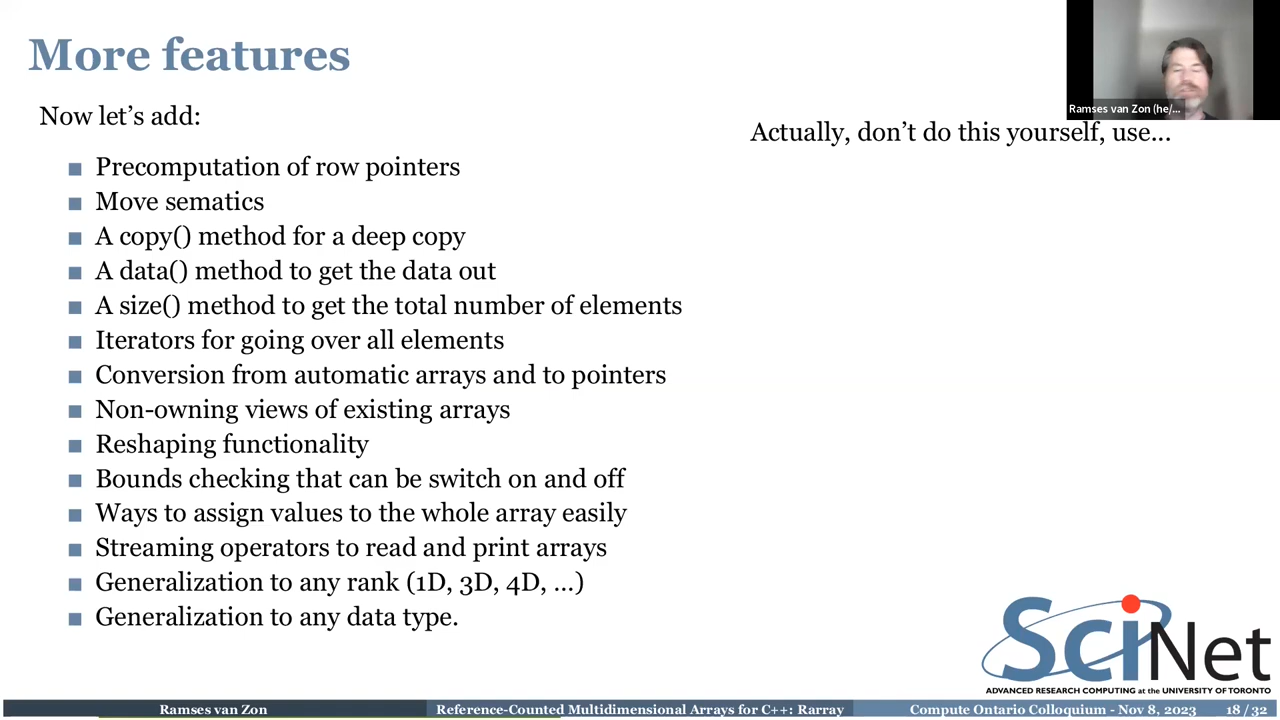 More features
Now let's add:
Precomputation of row pointers
Move sematics
A copy() method for a deep copy
A data() method to get the data out
A size() method to get the total number of elements
Iterators for going over all elements
Conversion from automatic arrays and to pointers
Non-owning views of existing arrays
Reshaping functionality
Bounds checking that can be switch on and off
Ways to assign values to the whole array easily
Streaming operators to read and print arrays
Generalization to any rank (1D, 3D, 4D, ...)
Generalization to any data type.
Ramses van Zon (he/...
Actually, don't do this yourself, use...
SciNet
ADVANCED RESEARCH COMPUTING at the UNIVERSITY OF TORONTO
Ramses van Zon
Reference-Counted Multidimensional Arrays for C++: Rarray
Compute Ontario Colloquium - Nov 8, 2023
18 / 32